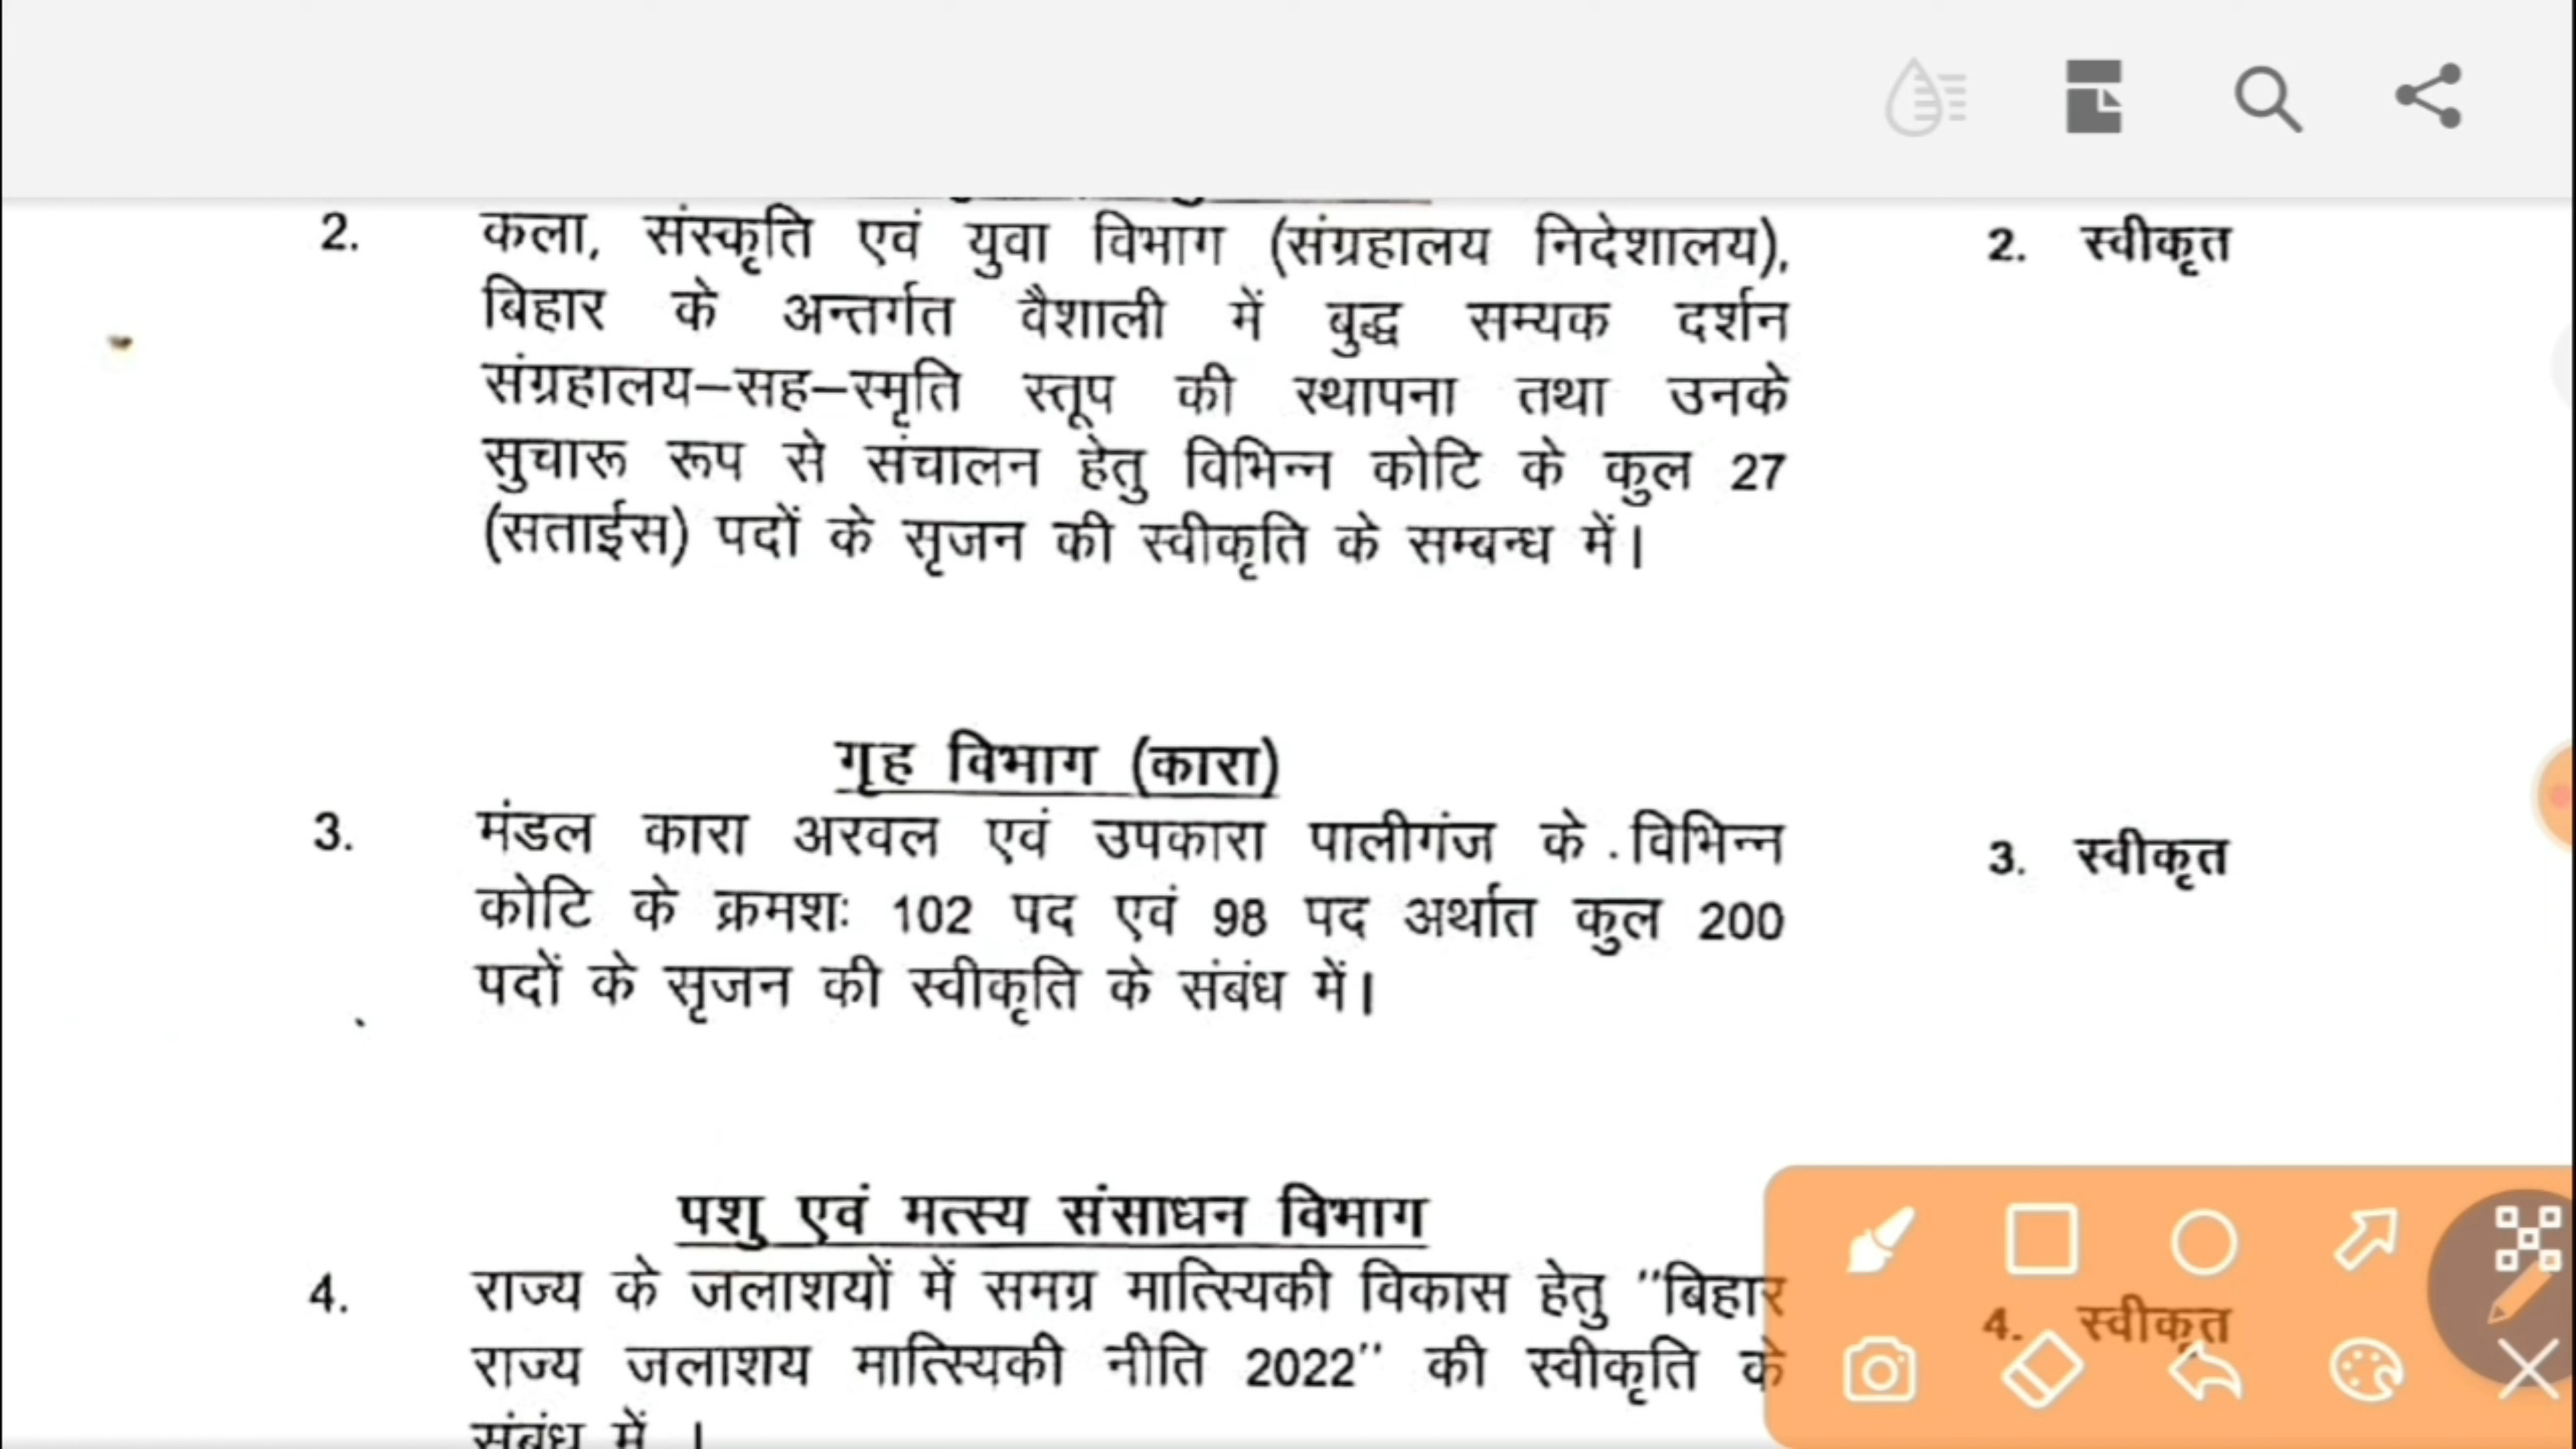 2. कला, संस्कृति एवं युवा विभाग (संग्रहालय निदेशालय), 2. स्वीकृत
बिहार के अन्तर्गत वैशाली में बुद्ध सम्यक दर्शन
संग्रहालय–सह–स्मृति स्तूप की स्थापना तथा उनके
सुचारू रूप से संचालन हेतु विभिन्न कोटि के कुल 27
(सताईस) पदों के सृजन की स्वीकृति के सम्बन्ध में।
गृह विभाग (कारा)
3. मंडल कारा अरवल एवं उपकारा पालीगंज के विभिन्न 3. स्वीकृत
कोटि के क्रमशः 102 पद एवं 98 पद अर्थात कुल 200
पदों के सृजन की स्वीकृति के संबंध में।
पशु एवं मत्स्य संसाधन विभाग
4. राज्य के जलाशयों में समग्र मात्स्यिकी विकास हेतु "बिहार 4. स्वीकृत
राज्य जलाशय मात्स्यिकी नीति 2022" की स्वीकृति के
संबंध में ।